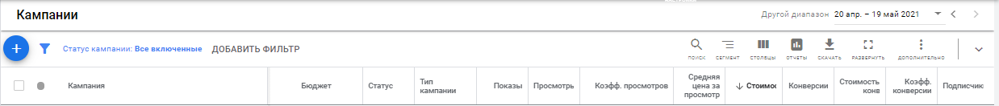 Кампании
Другой диапазон 20 апр. – 19 май 2021
Статус кампании: Все включенные ДОБАВИТЬ ФИЛЬТР
ПОИСК СЕГМЕНТ СТОЛБЦЫ ОТЧЕТЫ СКАЧАТЬ РАЗВЕРНУТЬ ДОПОЛНИТЕЛЬНО
Кампания
Бюджет
Статус
Тип
кампании
Показы
Просмотры
Коэфф. просмотров
Средняя
цена за
просмотр
Стоимос
Конверсии
Стоимость
конв
Коэфф.
конверсии
Подписчики